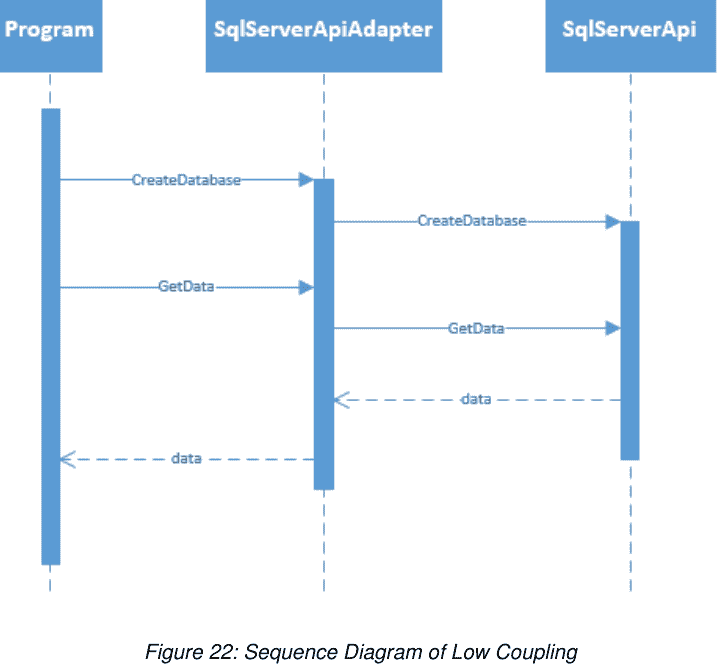 Program
SqlServerApiAdapter
SqlServerApi
CreateDatabase
CreateDatabase
GetData
GetData
data
data
Figure 22: Sequence Diagram of Low Coupling